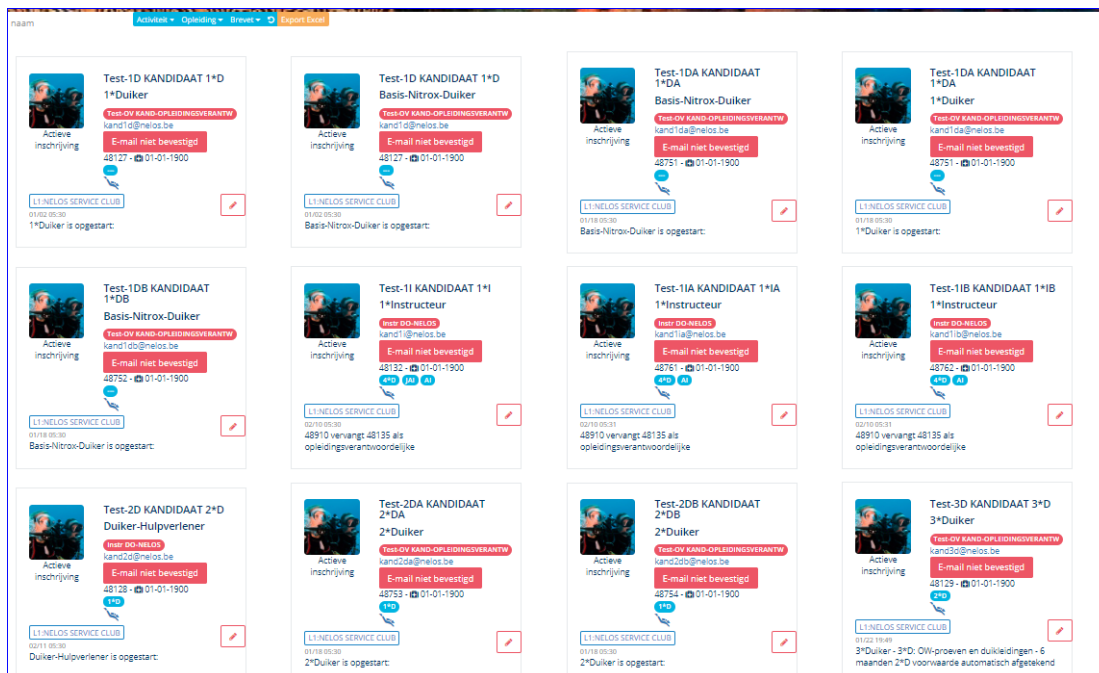 naam
Activiteit Opleiding Brevet Export Excel
Test-1D KANDIDAAT 1*D
1*Duiker
Test-OV KAND-OPLEIDINGSVERANTW
kand1d@nelos.be
Actieve inschrijving
E-mail niet bevestigd
48127 - 01-01-1900
---
L1:NELOS SERVICE CLUB
01/02 05:30
1*Duiker is opgestart:
Test-1D KANDIDAAT 1*D
Basis-Nitrox-Duiker
Test-OV KAND-OPLEIDINGSVERANTW
kand1d@nelos.be
Actieve inschrijving
E-mail niet bevestigd
48127 - 01-01-1900
---
L1:NELOS SERVICE CLUB
01/02 05:30
Basis-Nitrox-Duiker is opgestart:
Test-1DA KANDIDAAT
1*DA
Basis-Nitrox-Duiker
Test-OV KAND-OPLEIDINGSVERANTW
kand1da@nelos.be
Actieve inschrijving
E-mail niet bevestigd
48751 - 01-01-1900
---
L1:NELOS SERVICE CLUB
01/18 05:30
Basis-Nitrox-Duiker is opgestart:
Test-1DA KANDIDAAT
1*DA
1*Duiker
Test-OV KAND-OPLEIDINGSVERANTW
kand1da@nelos.be
Actieve inschrijving
E-mail niet bevestigd
48751 - 01-01-1900
---
L1:NELOS SERVICE CLUB
01/18 05:30
1*Duiker is opgestart:
Test-1DB KANDIDAAT
1*DB
Basis-Nitrox-Duiker
Test-OV KAND-OPLEIDINGSVERANTW
kand1db@nelos.be
Actieve inschrijving
E-mail niet bevestigd
48752 - 01-01-1900
---
L1:NELOS SERVICE CLUB
01/18 05:30
Basis-Nitrox-Duiker is opgestart:
Test-1I KANDIDAAT 1*I
1*Instructeur
Instr DO-NELOS
kand1i@nelos.be
Actieve inschrijving
E-mail niet bevestigd
48132 - 01-01-1900
4*D JAI AI
L1:NELOS SERVICE CLUB
02/10 05:30
48910 vervangt 48135 als
opleidingsverantwoordelijke
Test-1IA KANDIDAAT 1*IA
1*Instructeur
Instr DO-NELOS
kand1ia@nelos.be
Actieve inschrijving
E-mail niet bevestigd
48761 - 01-01-1900
4*D AI
L1:NELOS SERVICE CLUB
02/10 05:31
48910 vervangt 48135 als
opleidingsverantwoordelijke
Test-1IB KANDIDAAT 1*IB
1*Instructeur
Instr DO-NELOS
kand1ib@nelos.be
Actieve inschrijving
E-mail niet bevestigd
48762 - 01-01-1900
4*D AI
L1:NELOS SERVICE CLUB
02/10 05:31
48910 vervangt 48135 als
opleidingsverantwoordelijke
Test-2D KANDIDAAT 2*D
Duiker-Hulpverlener
Instr DO-NELOS
kand2d@nelos.be
Actieve inschrijving
E-mail niet bevestigd
48128 - 01-01-1900
1*D
L1:NELOS SERVICE CLUB
02/11 05:30
Duiker-Hulpverlener is opgestart:
Test-2DA KANDIDAAT
2*DA
2*Duiker
Test-OV KAND-OPLEIDINGSVERANTW
kand2da@nelos.be
Actieve inschrijving
E-mail niet bevestigd
48753 - 01-01-1900
1*D
L1:NELOS SERVICE CLUB
01/18 05:30
2*Duiker is opgestart:
Test-2DB KANDIDAAT
2*DB
2*Duiker
Test-OV KAND-OPLEIDINGSVERANTW
kand2db@nelos.be
Actieve inschrijving
E-mail niet bevestigd
48754 - 01-01-1900
1*D
L1:NELOS SERVICE CLUB
01/18 05:30
2*Duiker is opgestart:
Test-3D KANDIDAAT 3*D
3*Duiker
Test-OV KAND-OPLEIDINGSVERANTW
kand3d@nelos.be
Actieve inschrijving
E-mail niet bevestigd
48129 - 01-01-1900
2*D
L1:NELOS SERVICE CLUB
01/22 19:49
3*Duiker - 3*D: OW-proeven en duikleidingen - 6
maanden 2*D voorwaarde automatisch afgetekend